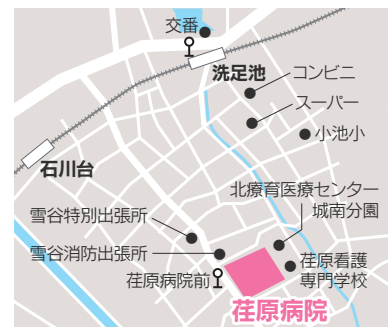 交番
洗足池
コンビニ
スーパー
小池小
石川台
北療育医療センター
城南分園
雪谷特別出張所
雪谷消防出張所
荏原病院前
荏原看護
専門学校
荏原病院